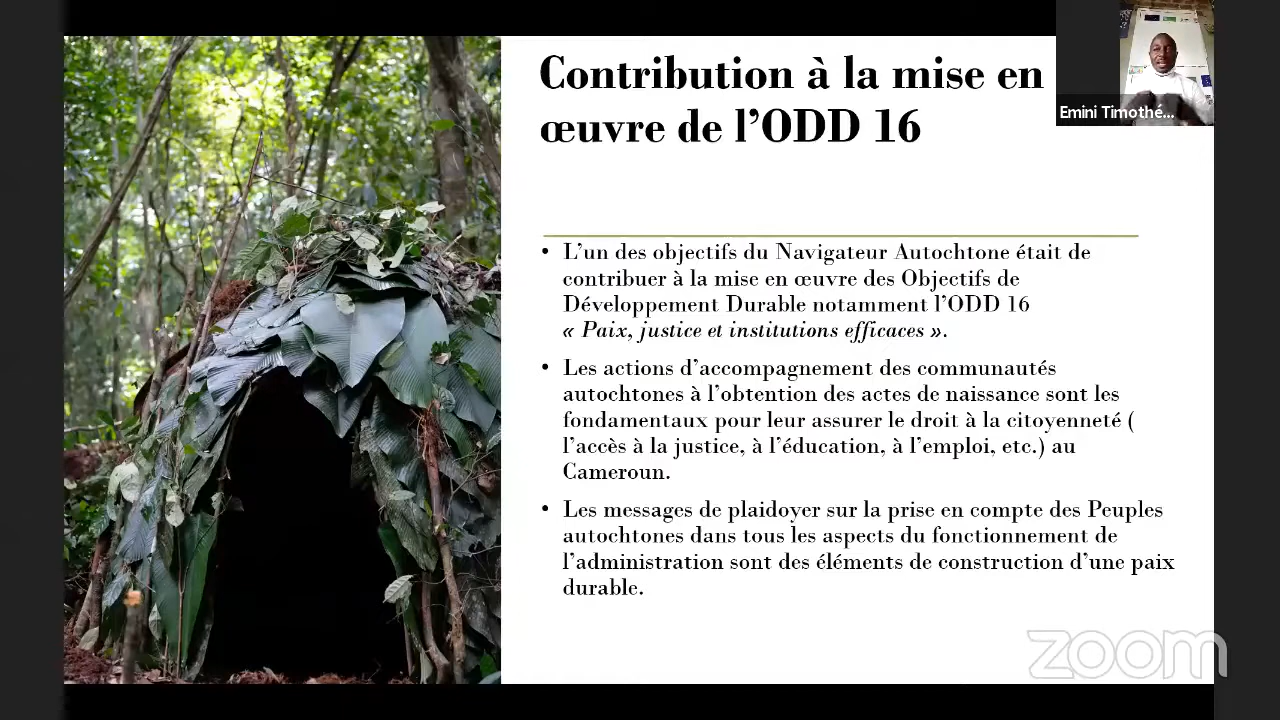 Contribution à la mise en
œuvre de l’ODD 16
Emini Timothé...
• L’un des objectifs du Navigateur Autochtone était de
contribuer à la mise en œuvre des Objectifs de
Développement Durable notamment l’ODD 16
« Paix, justice et institutions efficaces ».
• Les actions d’accompagnement des communautés
autochtones à l’obtention des actes de naissance sont les
fondamentaux pour leur assurer le droit à la citoyenneté (
l’accès à la justice, à l’éducation, à l’emploi, etc.) au
Cameroun.
• Les messages de plaidoyer sur la prise en compte des Peuples
autochtones dans tous les aspects du fonctionnement de
l’administration sont des éléments de construction d’une paix
durable.
zoom